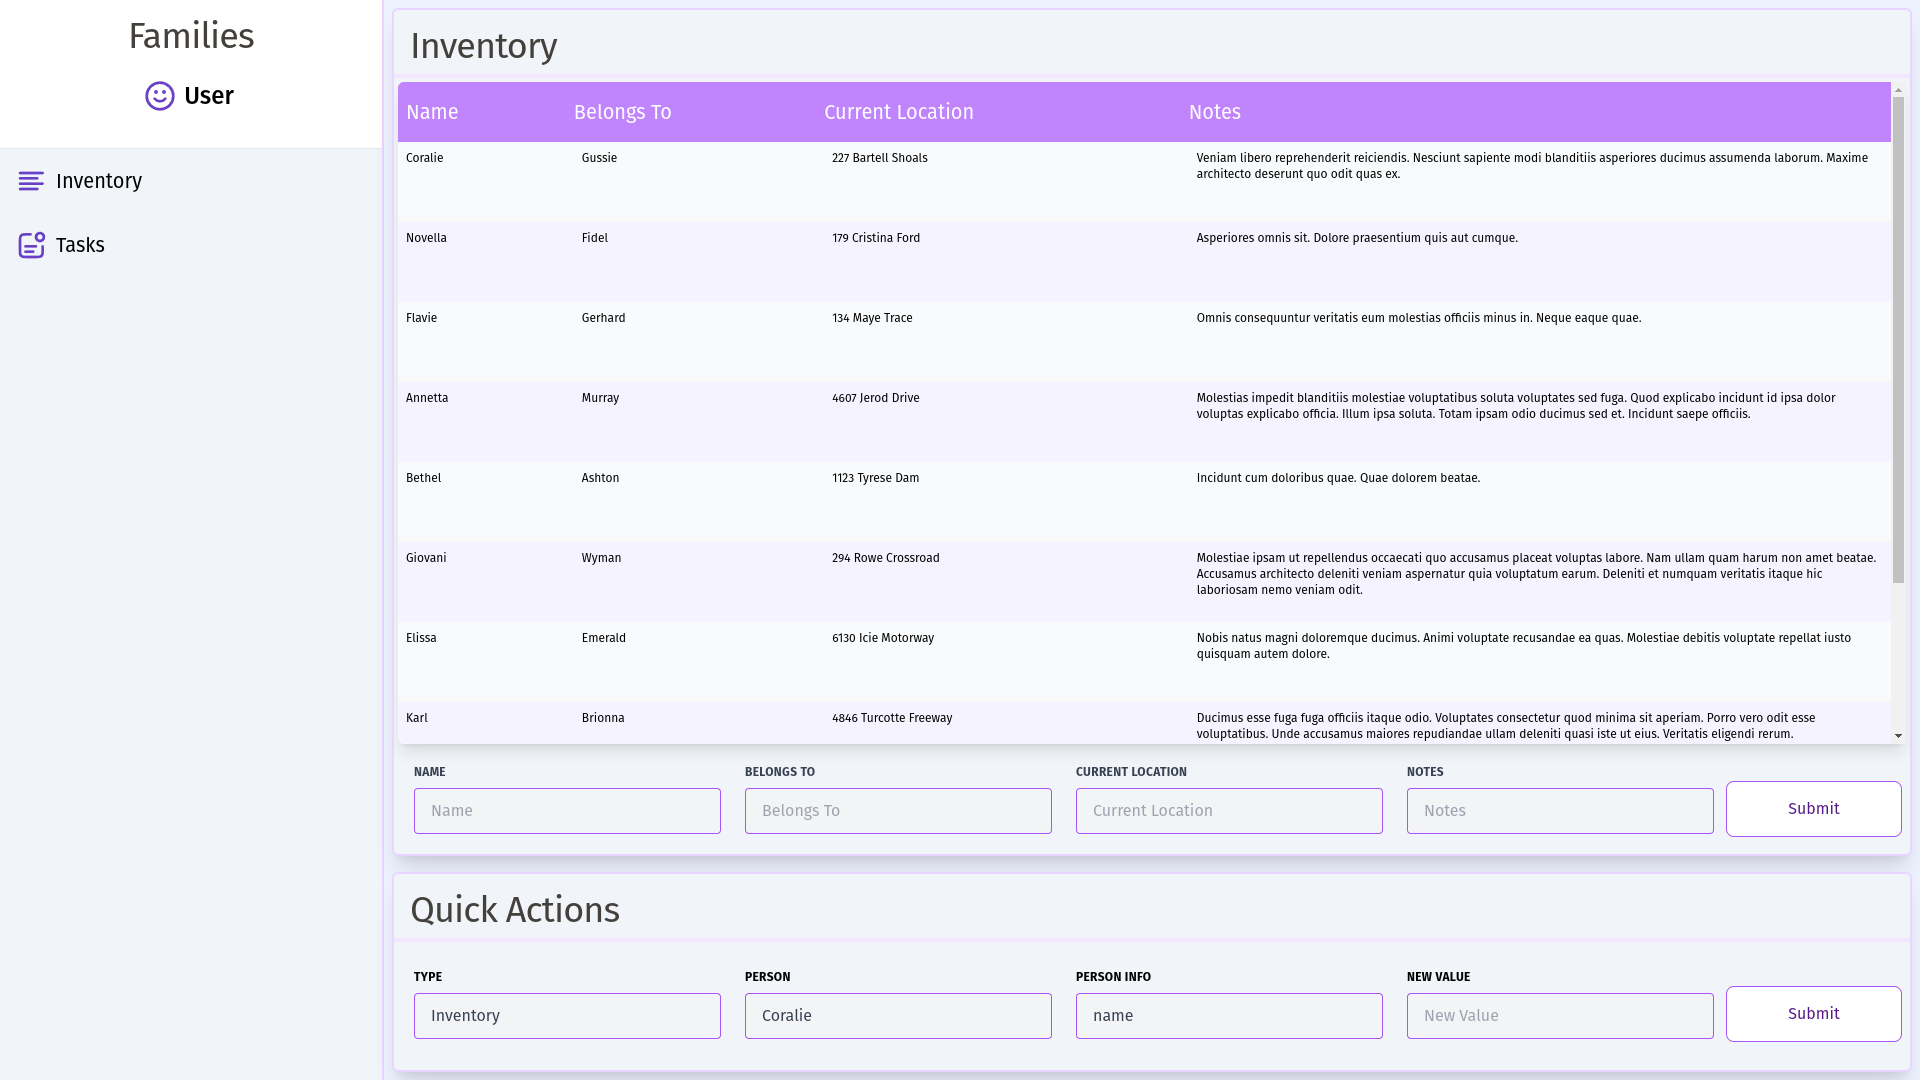 Families
User
Inventory
Tasks
Inventory
Name Belongs To Current Location Notes
Coralie Gussie 227 Bartell Shoals Veniam libero reprehenderit reiciendis. Nesciunt sapiente modi blanditiis asperiores ducimus assumenda laborum. Maxime
architecto deserunt quo odit quas ex.
Novella Fidel 179 Cristina Ford Asperiores omnis sit. Dolore praesentium quis aut cumque.
Flavie Gerhard 134 Maye Trace Omnis consequuntur veritatis eum molestias officiis minus in. Neque eaque quae.
Annetta Murray 4607 Jerod Drive Molestias impedit blanditiis molestiae voluptatibus soluta voluptates sed fuga. Quod explicabo incidunt id ipsa dolor
voluptas explicabo officia. Illum ipsa soluta. Totam ipsam odio ducimus sed et. Incidunt saepe officiis.
Bethel Ashton 1123 Tyrese Dam Incidunt cum doloribus quae. Quae dolorem beatae.
Giovani Wyman 294 Rowe Crossroad Molestiae ipsam ut repellendus occaecati quo accusamus placeat voluptas labore. Nam ullam quam harum non amet beatae.
Accusamus architecto deleniti veniam aspernatur quia voluptatum earum. Deleniti et numquam veritatis itaque hic
laboriosam nemo veniam odit.
Elissa Emerald 6130 Icie Motorway Nobis natus magni doloremque ducimus. Animi voluptate recusandae ea quas. Molestiae debitis voluptate repellat iusto
quisquam autem dolore.
Karl Brionna 4846 Turcotte Freeway Ducimus esse fuga fuga officiis itaque odio. Voluptates consectetur quod minima sit aperiam. Porro vero odit esse
voluptatibus. Unde accusamus maiores repudiandae ullam deleniti quasi iste ut eius. Veritatis eligendi rerum.
NAME BELONGS TO CURRENT LOCATION NOTES
Name Belongs To Current Location Notes Submit
Quick Actions
TYPE PERSON PERSON INFO NEW VALUE
Inventory Coralie name New Value Submit